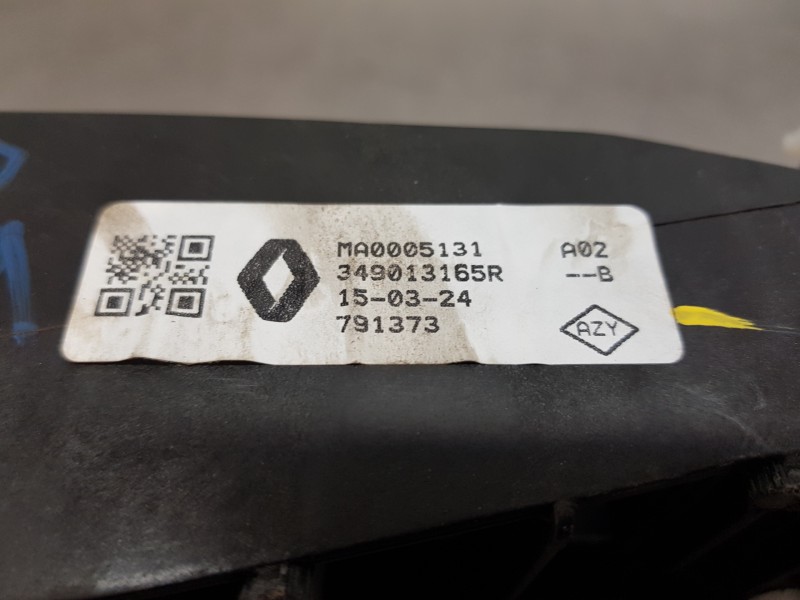 MA0005131 A02
349013165R --B
15-03-24
791373 AZY